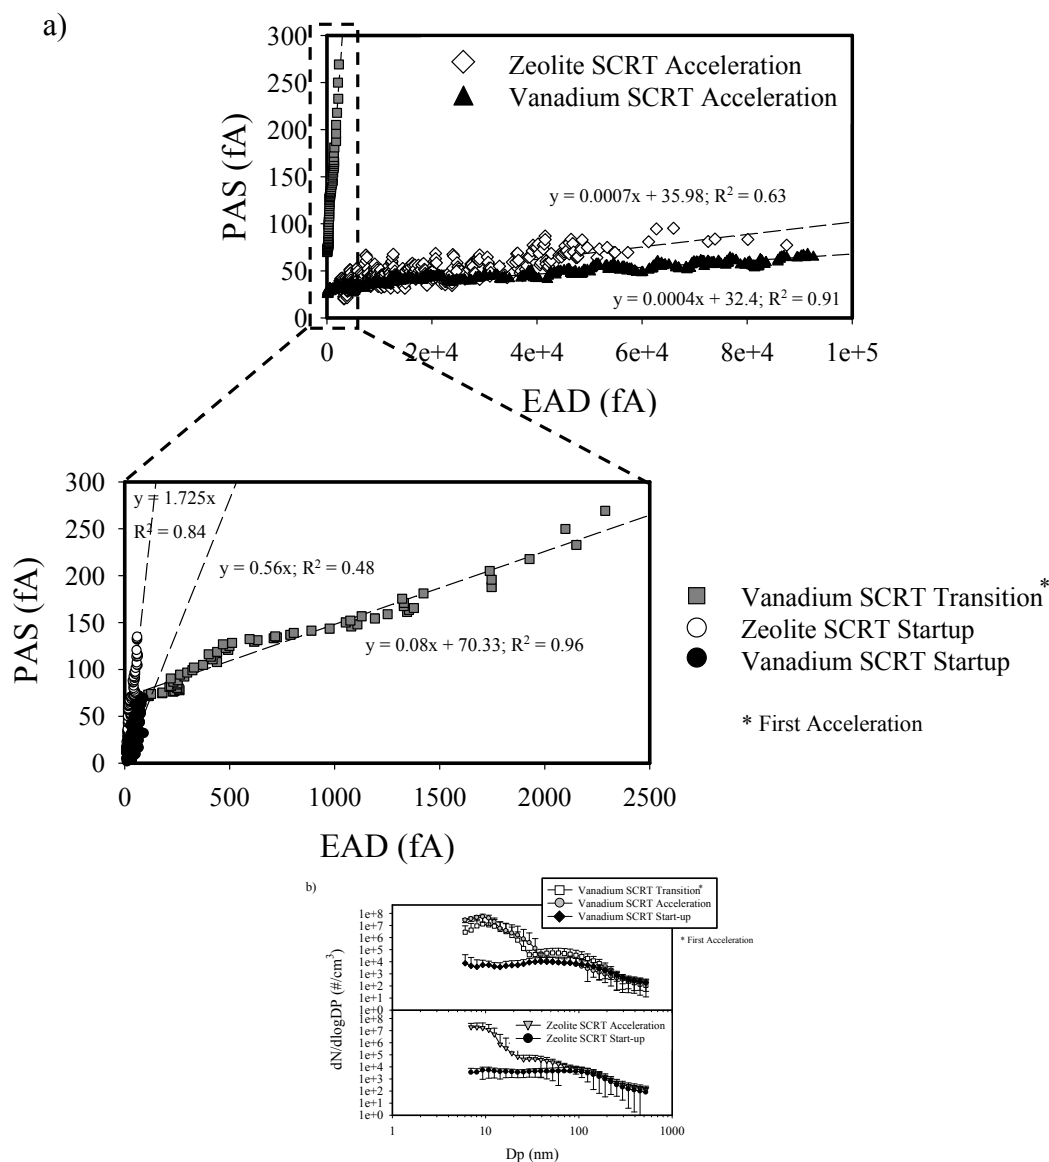 a)
300
250
200
150
100
50
0
PAS (fA)
Zeolite SCRT Acceleration
Vanadium SCRT Acceleration
y = 0.0007x + 35.98; R² = 0.63
y = 0.0004x + 32.4; R² = 0.91
0 2e+4 4e+4 6e+4 8e+4 1e+5
EAD (fA)
300
250
200
150
100
50
0
PAS (fA)
y = 1.725x
R² = 0.84
y = 0.56x; R² = 0.48
y = 0.08x + 70.33; R² = 0.96
0 500 1000 1500 2000 2500
EAD (fA)
Vanadium SCRT Transition*
Zeolite SCRT Startup
Vanadium SCRT Startup
* First Acceleration
b)
Vanadium SCRT Transition*
Vanadium SCRT Acceleration
Vanadium SCRT Start-up
* First Acceleration
1e+8
1e+7
1e+6
1e+5
1e+4
1e+3
1e+2
1e+1
1e+0
dN/dlogDP (#/cm³)
Zeolite SCRT Acceleration
Zeolite SCRT Start-up
1e+8
1e+7
1e+6
1e+5
1e+4
1e+3
1e+2
1e+1
1e+0
1 10 100 1000
Dp (nm)